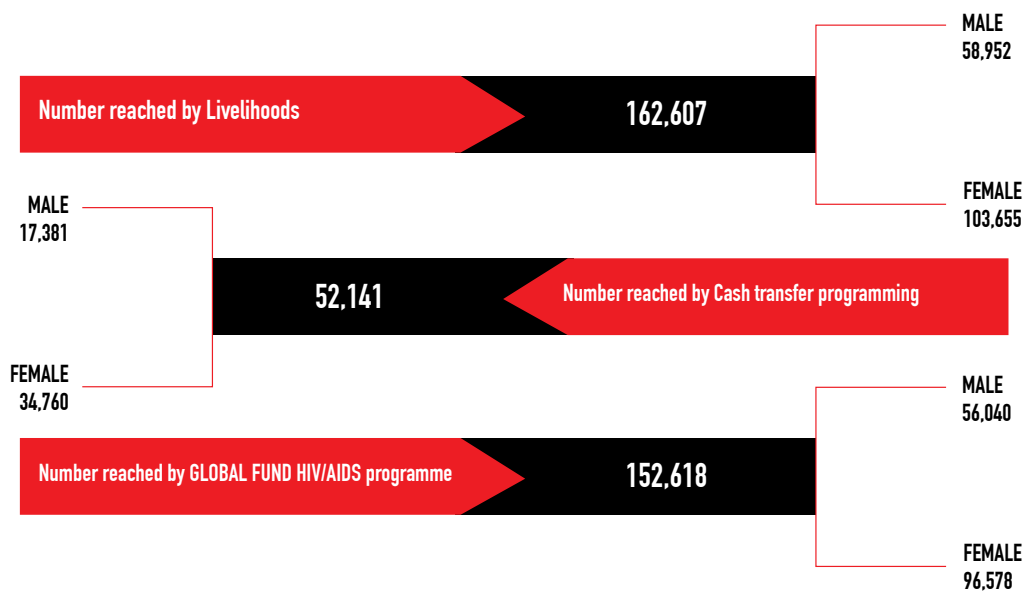 MALE
58,952
Number reached by Livelihoods
162,607
FEMALE
103,655
MALE
17,381
52,141
Number reached by Cash transfer programming
FEMALE
34,760
MALE
56,040
Number reached by GLOBAL FUND HIV/AIDS programme
152,618
FEMALE
96,578